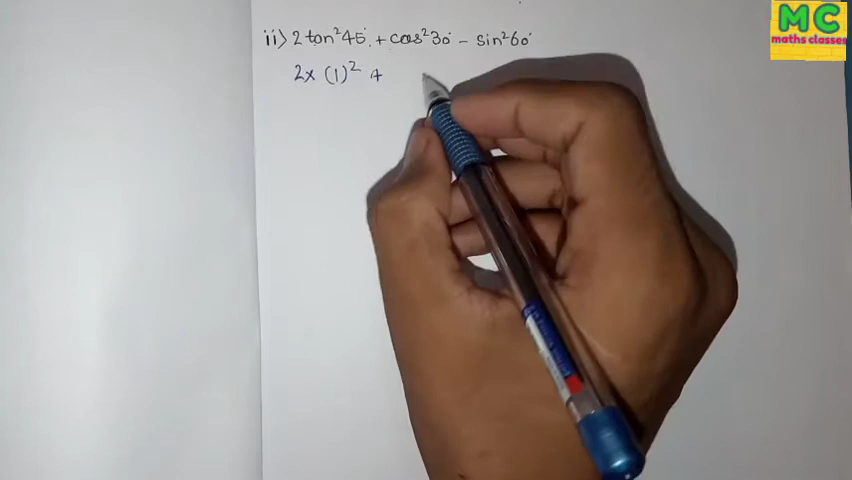 ii) 2 tan²45° + cos²30° - sin²60°
2x (1)² +
MC
maths classes